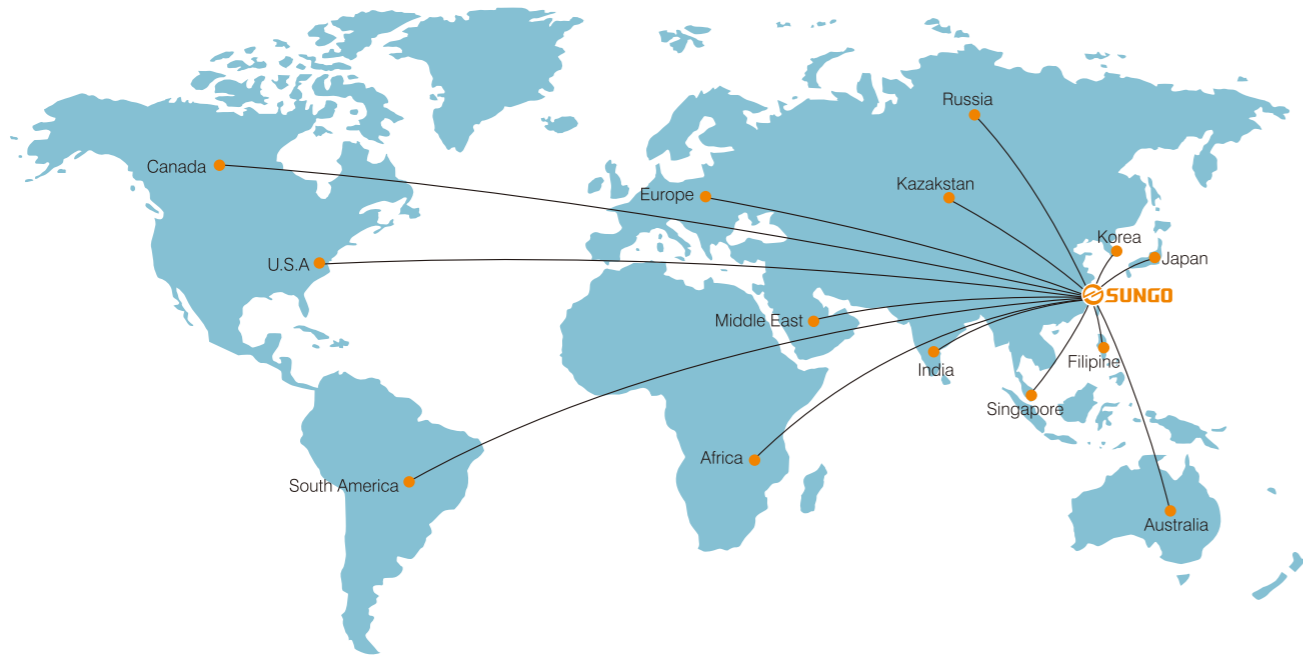 Russia
Canada
Kazakstan
Europe
Korea
Japan
U.S.A
SUNGO
Middle East
Filipine
India
Singapore
Africa
South America
Australia